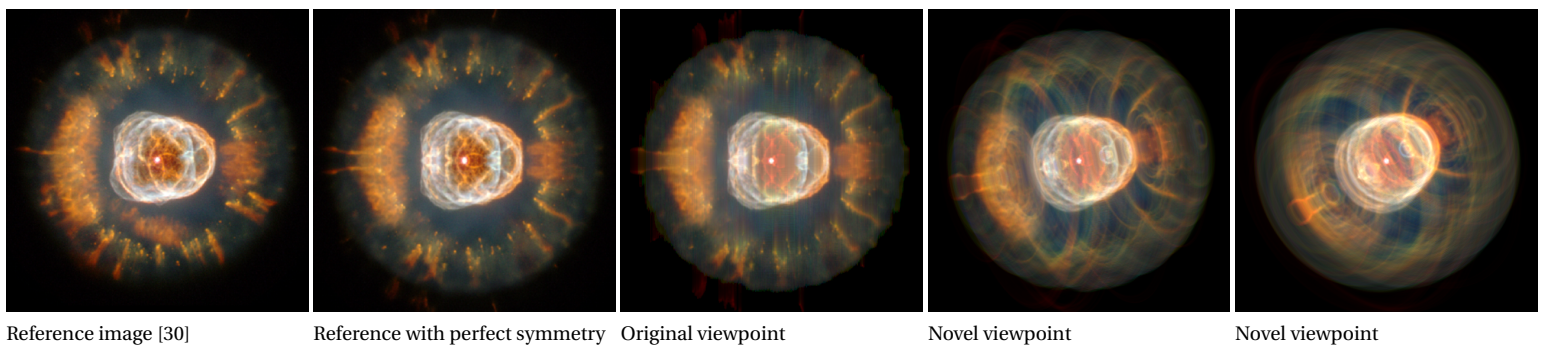 Reference image [30]
Reference with perfect symmetry
Original viewpoint
Novel viewpoint
Novel viewpoint